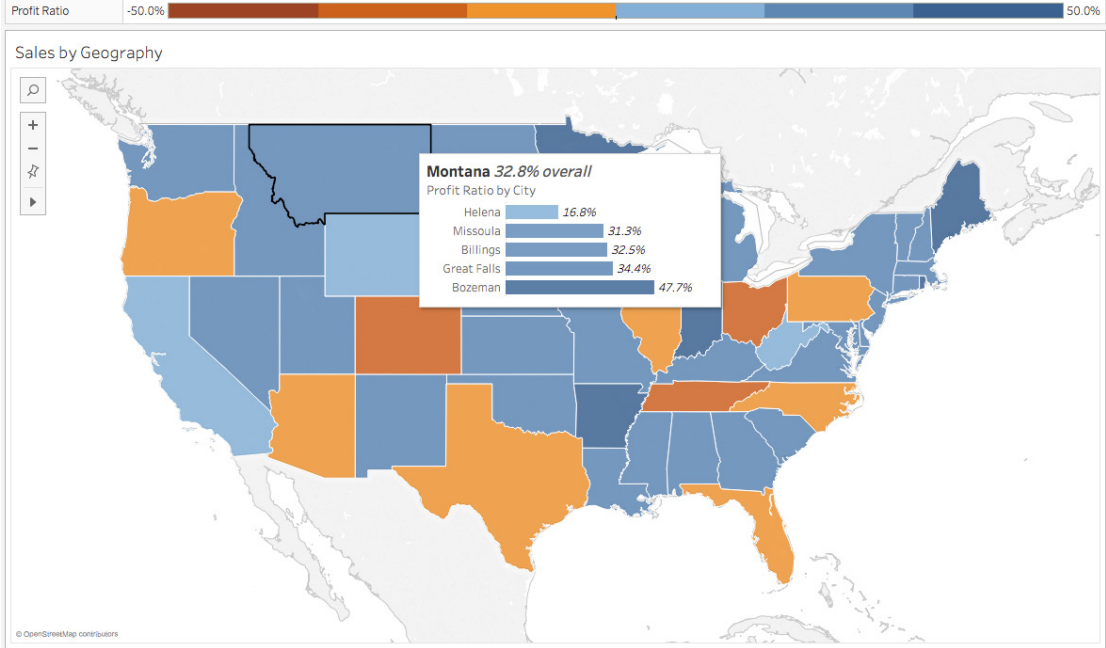 Profit Ratio -50.0% 50.0%
Sales by Geography
Montana 32.8% overall
Profit Ratio by City
Helena 16.8%
Missoula 31.3%
Billings 32.5%
Great Falls 34.4%
Bozeman 47.7%
© OpenStreetMap contributors